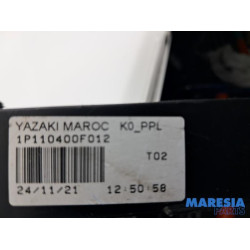 YAZAKI MAROC K0_PPL
1P110400F012
T02
24/11/21 12:50:58
MARESIA